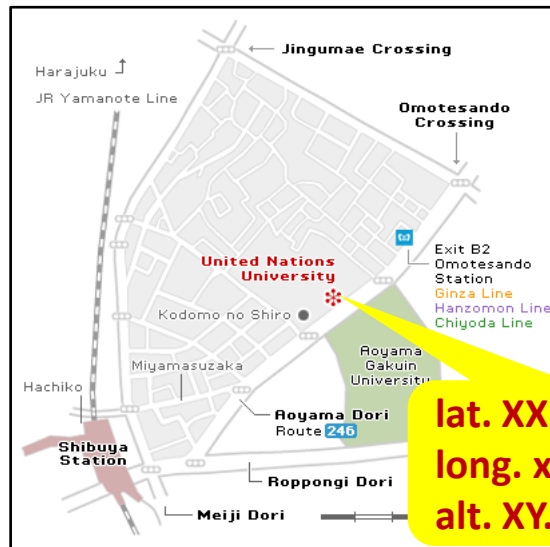 Jingumae Crossing
Harajuku
JR Yamanote Line
Omotesando
Crossing
United Nations
University
Exit B2
Omotesando
Station
Ginza Line
Hanzomon Line
Chiyoda Line
Kodomo no Shiro
Aoyama
Gakuin
University
Miyamasuzaka
Hachiko
Aoyama Dori
Route 246
Shibuya
Station
Roppongi Dori
Meiji Dori
lat. XX
long. x
alt. XY.